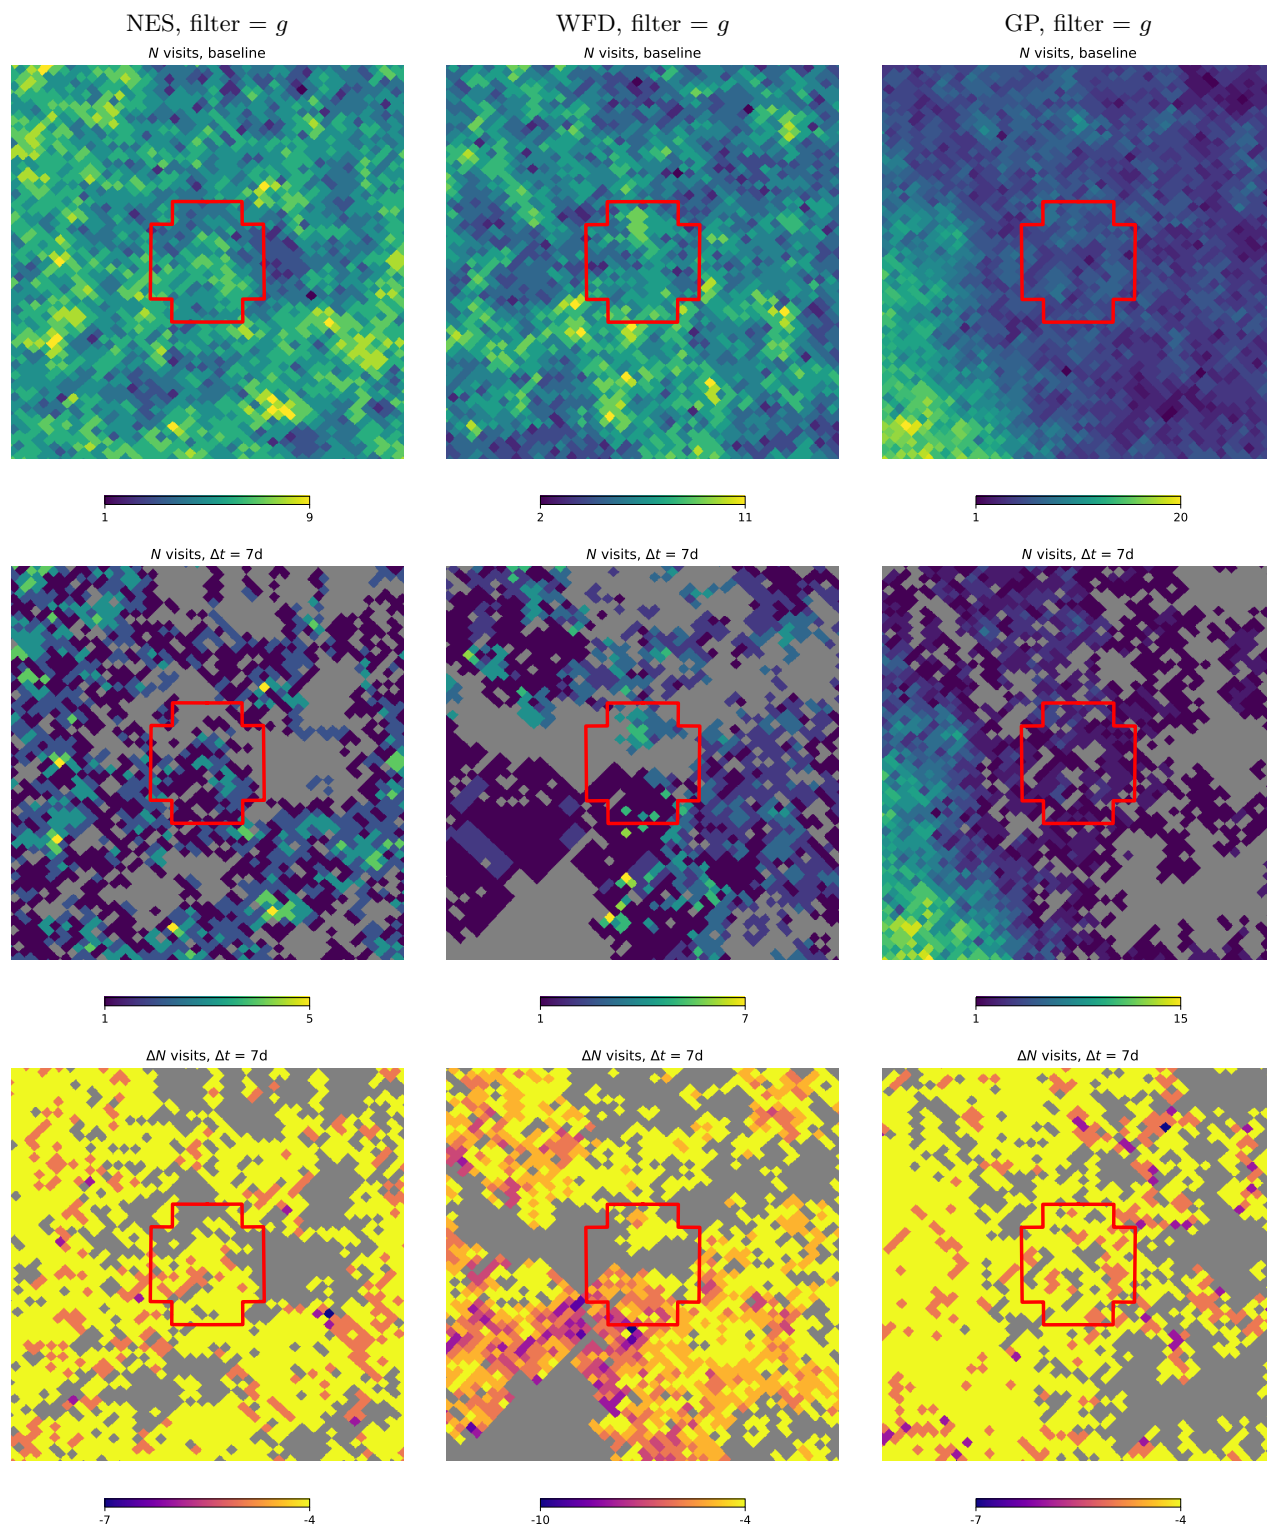 NES, filter = g WFD, filter = g GP, filter = g
N visits, baseline N visits, baseline N visits, baseline
1 9 2 11 1 20
N visits, Δt = 7d N visits, Δt = 7d N visits, Δt = 7d
1 5 1 7 1 15
ΔN visits, Δt = 7d ΔN visits, Δt = 7d ΔN visits, Δt = 7d
-7 -4 -10 -4 -7 -4